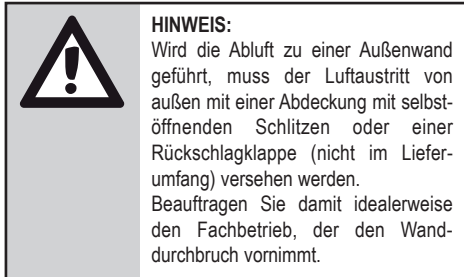 HINWEIS:
Wird die Abluft zu einer Außenwand
geführt, muss der Luftaustritt von
außen mit einer Abdeckung mit selbst-
öffnenden Schlitzen oder einer
Rückschlagklappe (nicht im Liefer-
umfang) versehen werden.
Beauftragen Sie damit idealerweise
den Fachbetrieb, der den Wand-
durchbruch vornimmt.